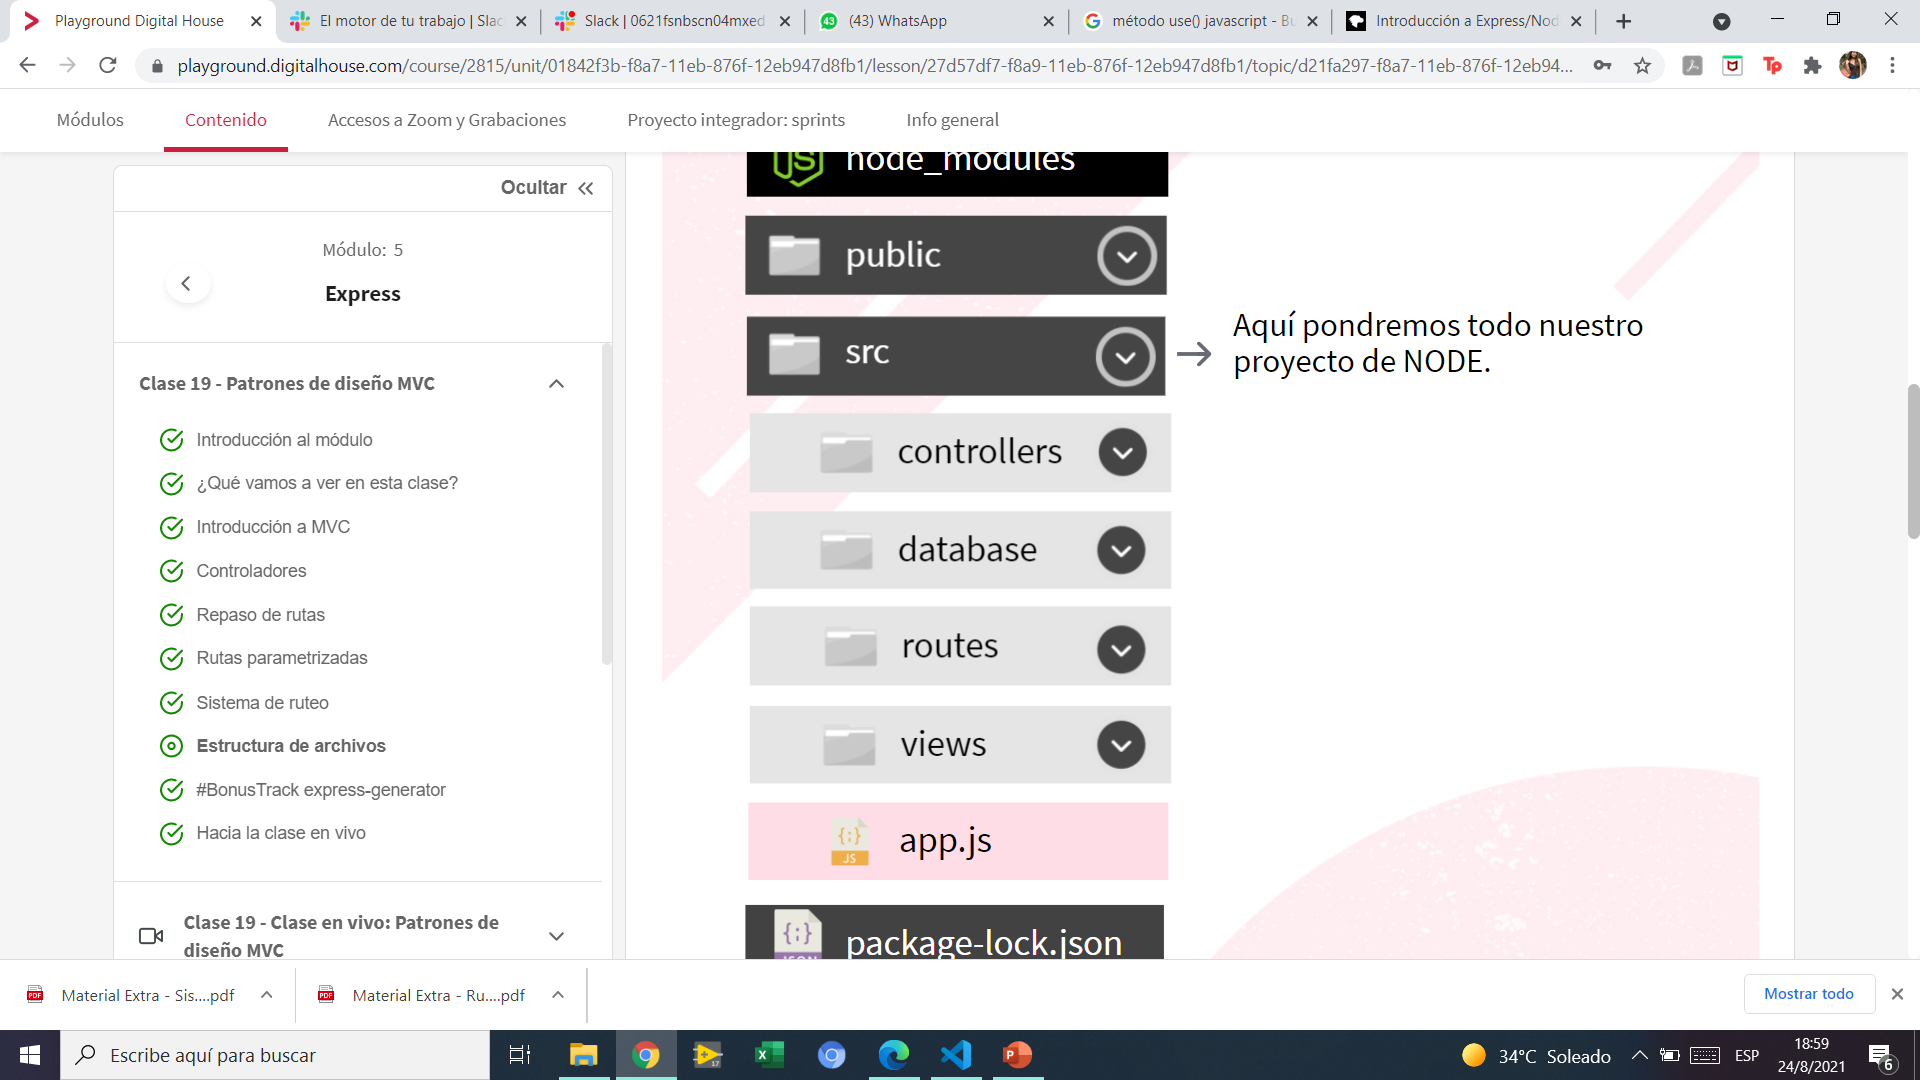 Playground Digital House
El motor de tu trabajo | Slac
Slack | 0621fsnbscn04mxed
(43) WhatsApp
método use() javascript - Bu
Introducción a Express/Nod
playground.digitalhouse.com/course/2815/unit/01842f3b-f8a7-11eb-876f-12eb947d8fb1/lesson/27d57df7-f8a9-11eb-876f-12eb947d8fb1/topic/d21fa297-f8a7-11eb-876f-12eb94...
Módulos
Contenido
Accesos a Zoom y Grabaciones
Proyecto integrador: sprints
Info general
Ocultar
Módulo: 5
Express
Clase 19 - Patrones de diseño MVC
Introducción al módulo
¿Qué vamos a ver en esta clase?
Introducción a MVC
Controladores
Repaso de rutas
Rutas parametrizadas
Sistema de ruteo
Estructura de archivos
#BonusTrack express-generator
Hacia la clase en vivo
Clase 19 - Clase en vivo: Patrones de
diseño MVC
node_modules
public
src
Aquí pondremos todo nuestro
proyecto de NODE.
controllers
database
routes
views
{;}
JS
app.js
{;}
JSON
package-lock.json
Material Extra - Sis....pdf
Material Extra - Ru....pdf
Mostrar todo
Escribe aquí para buscar
34°C Soleado
ESP
18:59
24/8/2021
6